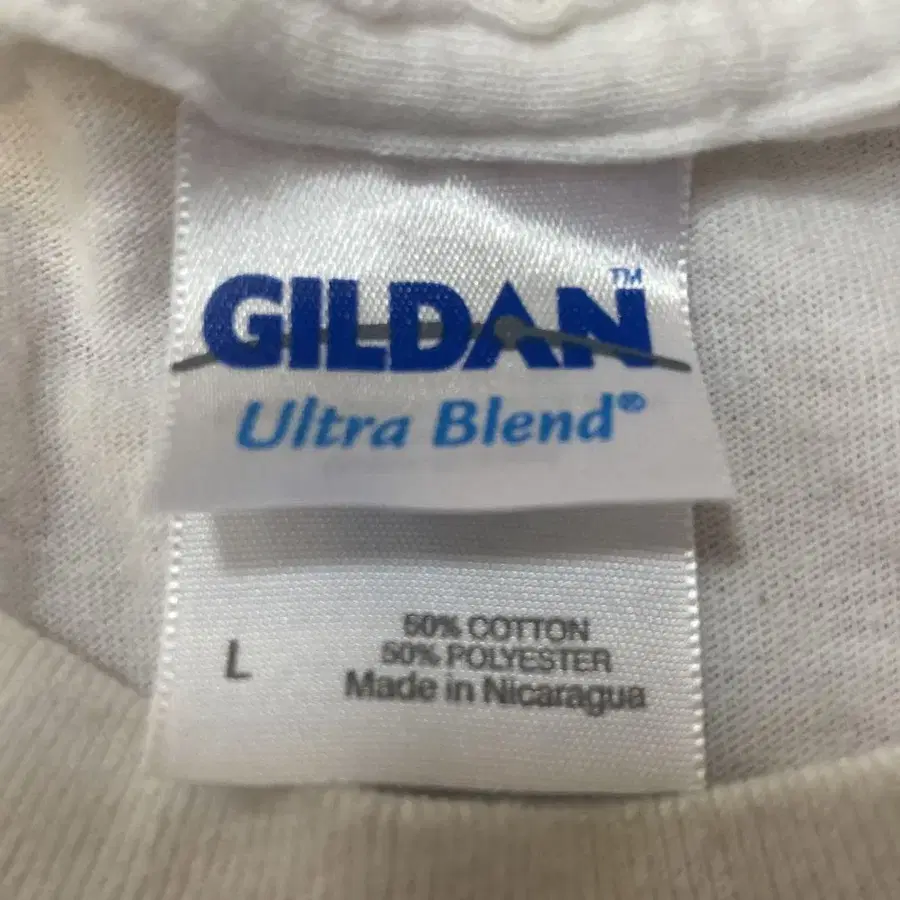 GILDAN™
Ultra Blend®
L
50% COTTON
50% POLYESTER
Made in Nicaragua